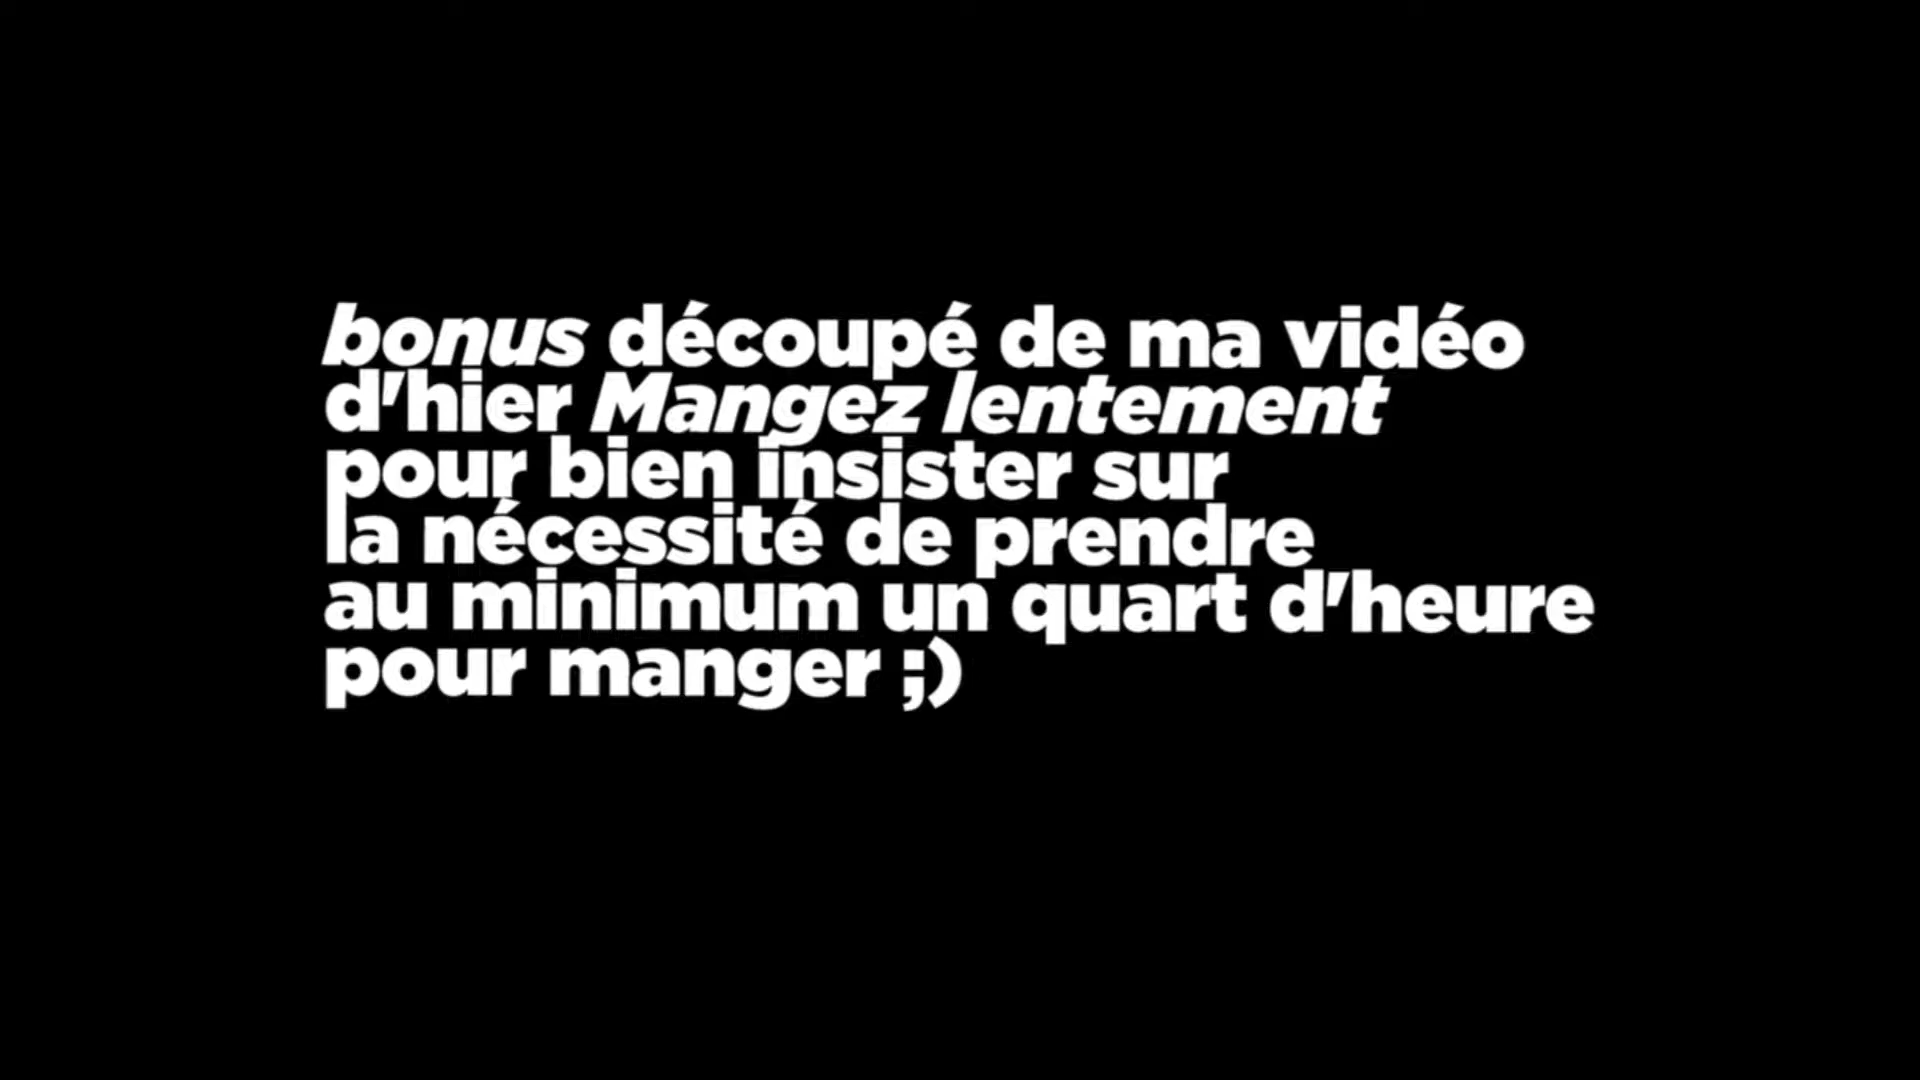 bonus découpé de ma vidéo
d'hier Mangez lentement
pour bien insister sur
la nécessité de prendre
au minimum un quart d'heure
pour manger ;)